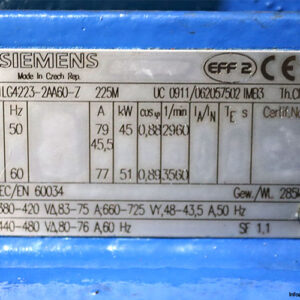 SIEMENS
Made in Czech Rep.
EFF 2 CE
1LG4223-2AA60-Z 225M UC 0911/062057502 IMB3 Th.Cl
Hz A kW cosφ 1/min IA/IN TE s Certif.No
50 79 45 0,88 2960
45,5
60 77 51 0,89 3560
IEC/EN 60034 Gew./Wt. 285
380-420 VΔ,83-75 A;660-725 VY,48-43,5 A,50 Hz
440-480 VΔ,80-76 A,60 Hz SF 1,1